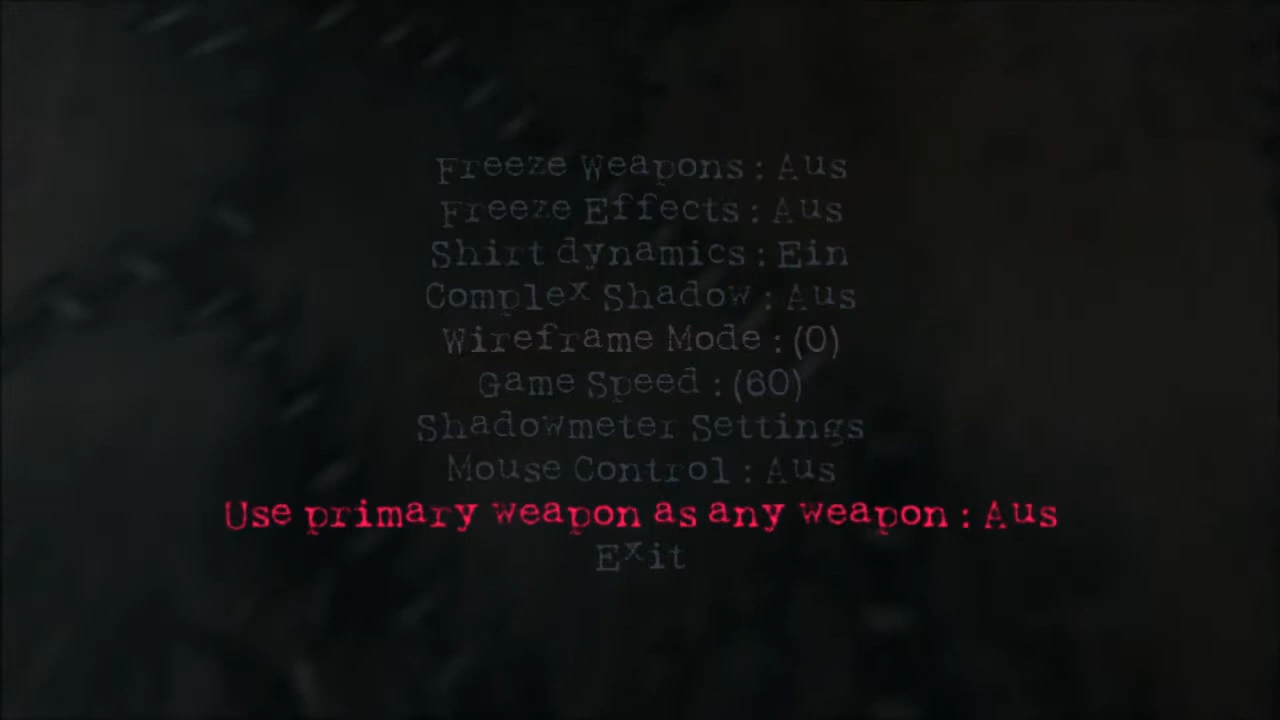 Freeze Weapons : Aus
Freeze Effects : Aus
Shirt dynamics : Ein
Complex Shadow : Aus
Wireframe Mode : (0)
Game Speed : (60)
Shadowmeter Settings
Mouse Control : Aus
Use primary weapon as any weapon : Aus
Exit